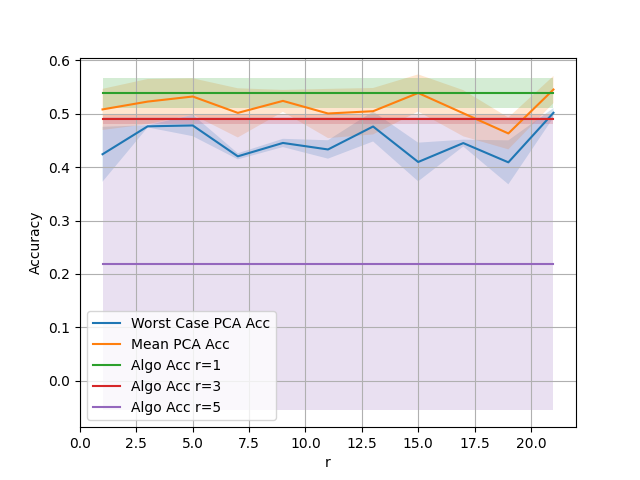 0.6
0.5
0.4
0.3
0.2
0.1
0.0
Accuracy
Worst Case PCA Acc
Mean PCA Acc
Algo Acc r=1
Algo Acc r=3
Algo Acc r=5
0.0 2.5 5.0 7.5 10.0 12.5 15.0 17.5 20.0
r